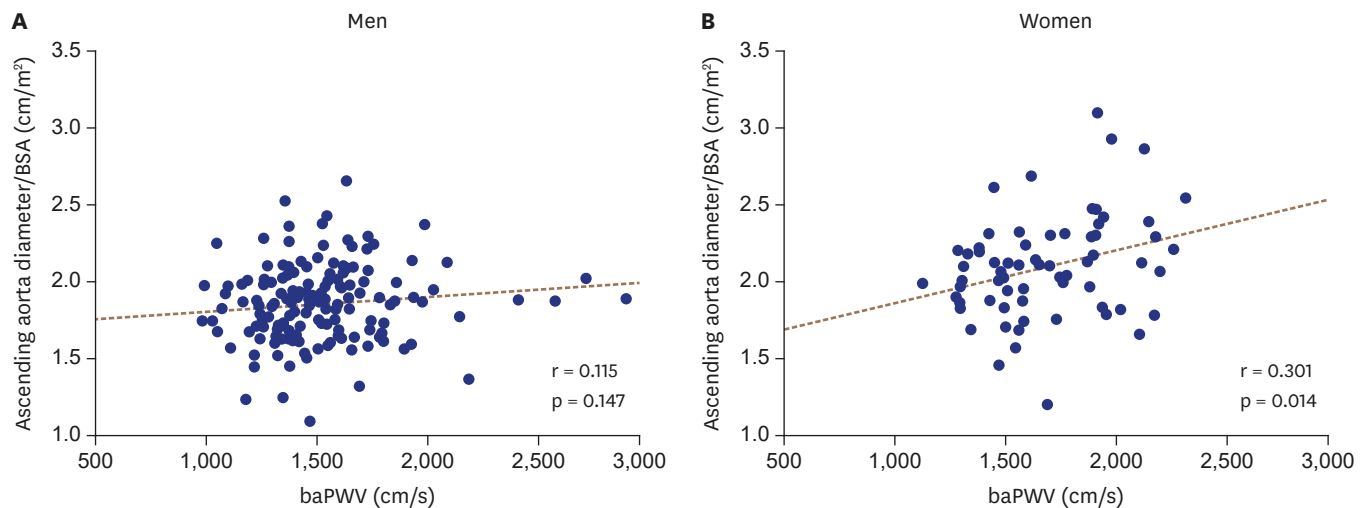 A
Men
Ascending aorta diameter/BSA (cm/m²)
3.5
3.0
2.5
2.0
1.5
1.0
r = 0.115
p = 0.147
500
1,000
1,500
2,000
2,500
3,000
baPWV (cm/s)
B
Women
Ascending aorta diameter/BSA (cm/m²)
3.5
3.0
2.5
2.0
1.5
1.0
r = 0.301
p = 0.014
500
1,000
1,500
2,000
2,500
3,000
baPWV (cm/s)